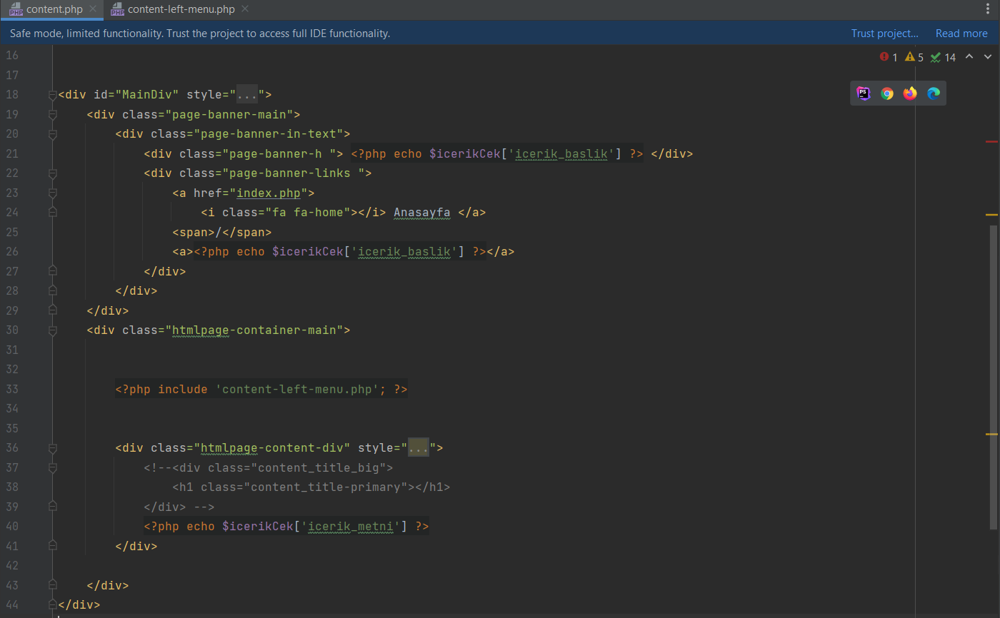 content.php content-left-menu.php
Safe mode, limited functionality. Trust the project to access full IDE functionality. Trust project... Read more
16 1 5 14
17
18 <div id="MainDiv" style="...">
19 <div class="page-banner-main">
20 <div class="page-banner-in-text">
21 <div class="page-banner-h "> <?php echo $icerikCek['icerik_baslik'] ?> </div>
22 <div class="page-banner-links ">
23 <a href="index.php">
24 <i class="fa fa-home"></i> Anasayfa </a>
25 <span>/</span>
26 <a><?php echo $icerikCek['icerik_baslik'] ?></a>
27 </div>
28 </div>
29 </div>
30 <div class="htmlpage-container-main">
31
32
33 <?php include 'content-left-menu.php'; ?>
34
35
36 <div class="htmlpage-content-div" style="...">
37 <!--<div class="content_title_big">
38 <h1 class="content_title-primary"></h1>
39 </div> -->
40 <?php echo $icerikCek['icerik_metni'] ?>
41 </div>
42
43 </div>
44 </div>